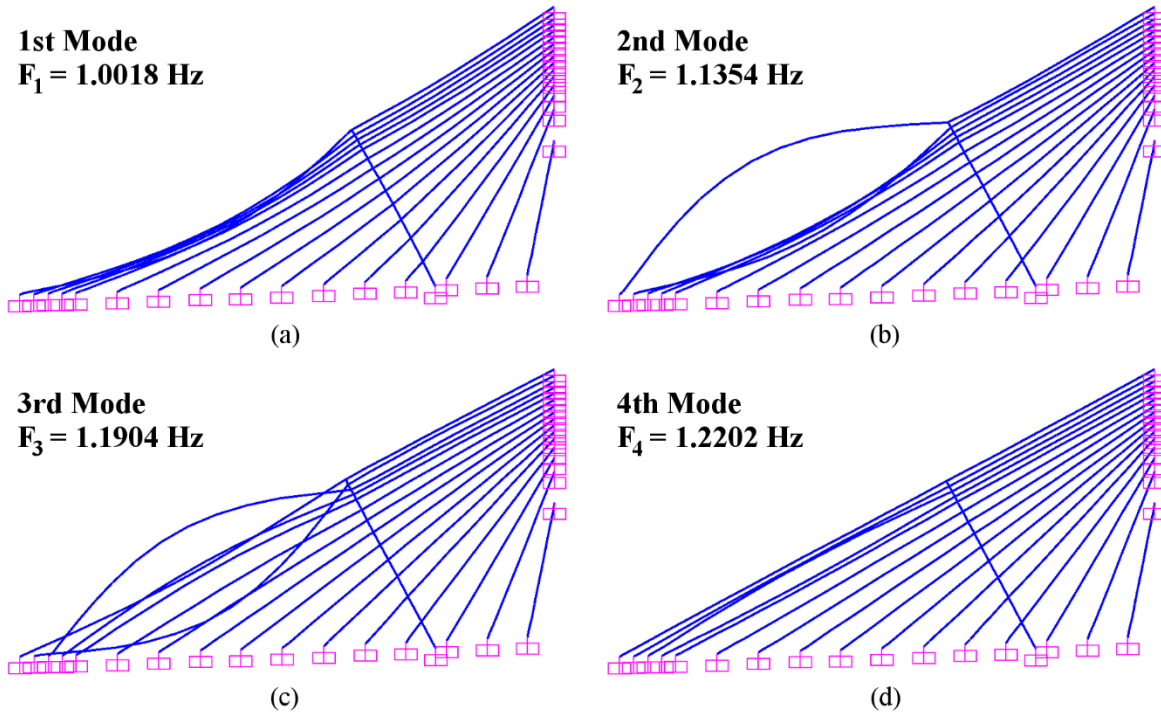 1st Mode
F₁ = 1.0018 Hz
(a)
2nd Mode
F₂ = 1.1354 Hz
(b)
3rd Mode
F₃ = 1.1904 Hz
(c)
4th Mode
F₄ = 1.2202 Hz
(d)